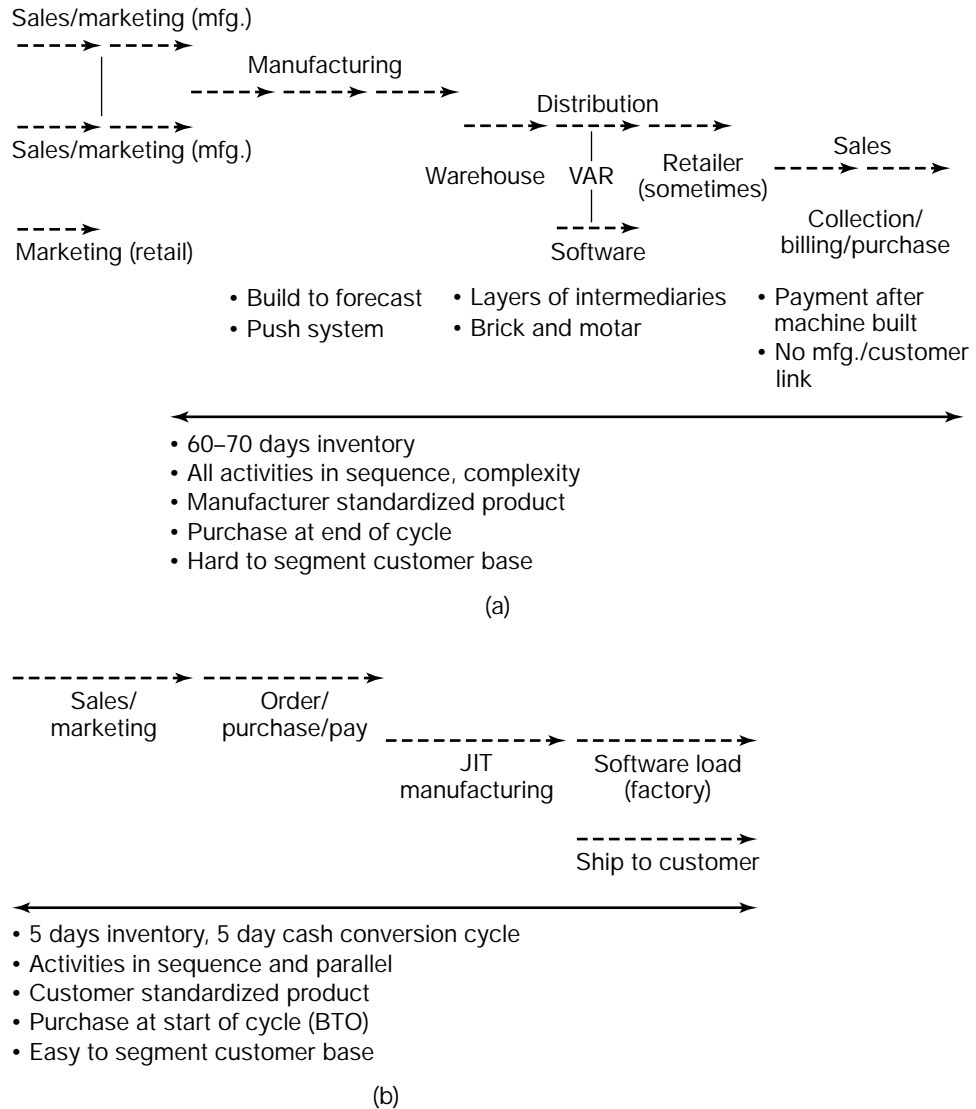 Sales/marketing (mfg.)
Manufacturing
Sales/marketing (mfg.)
Distribution
Warehouse
VAR
Retailer
(sometimes)
Sales
Collection/
billing/purchase
Marketing (retail)
Software
• Build to forecast
• Push system
• Layers of intermediaries
• Brick and motar
• Payment after
machine built
• No mfg./customer
link
• 60–70 days inventory
• All activities in sequence, complexity
• Manufacturer standardized product
• Purchase at end of cycle
• Hard to segment customer base
(a)
Sales/
marketing
Order/
purchase/pay
JIT
manufacturing
Software load
(factory)
Ship to customer
• 5 days inventory, 5 day cash conversion cycle
• Activities in sequence and parallel
• Customer standardized product
• Purchase at start of cycle (BTO)
• Easy to segment customer base
(b)